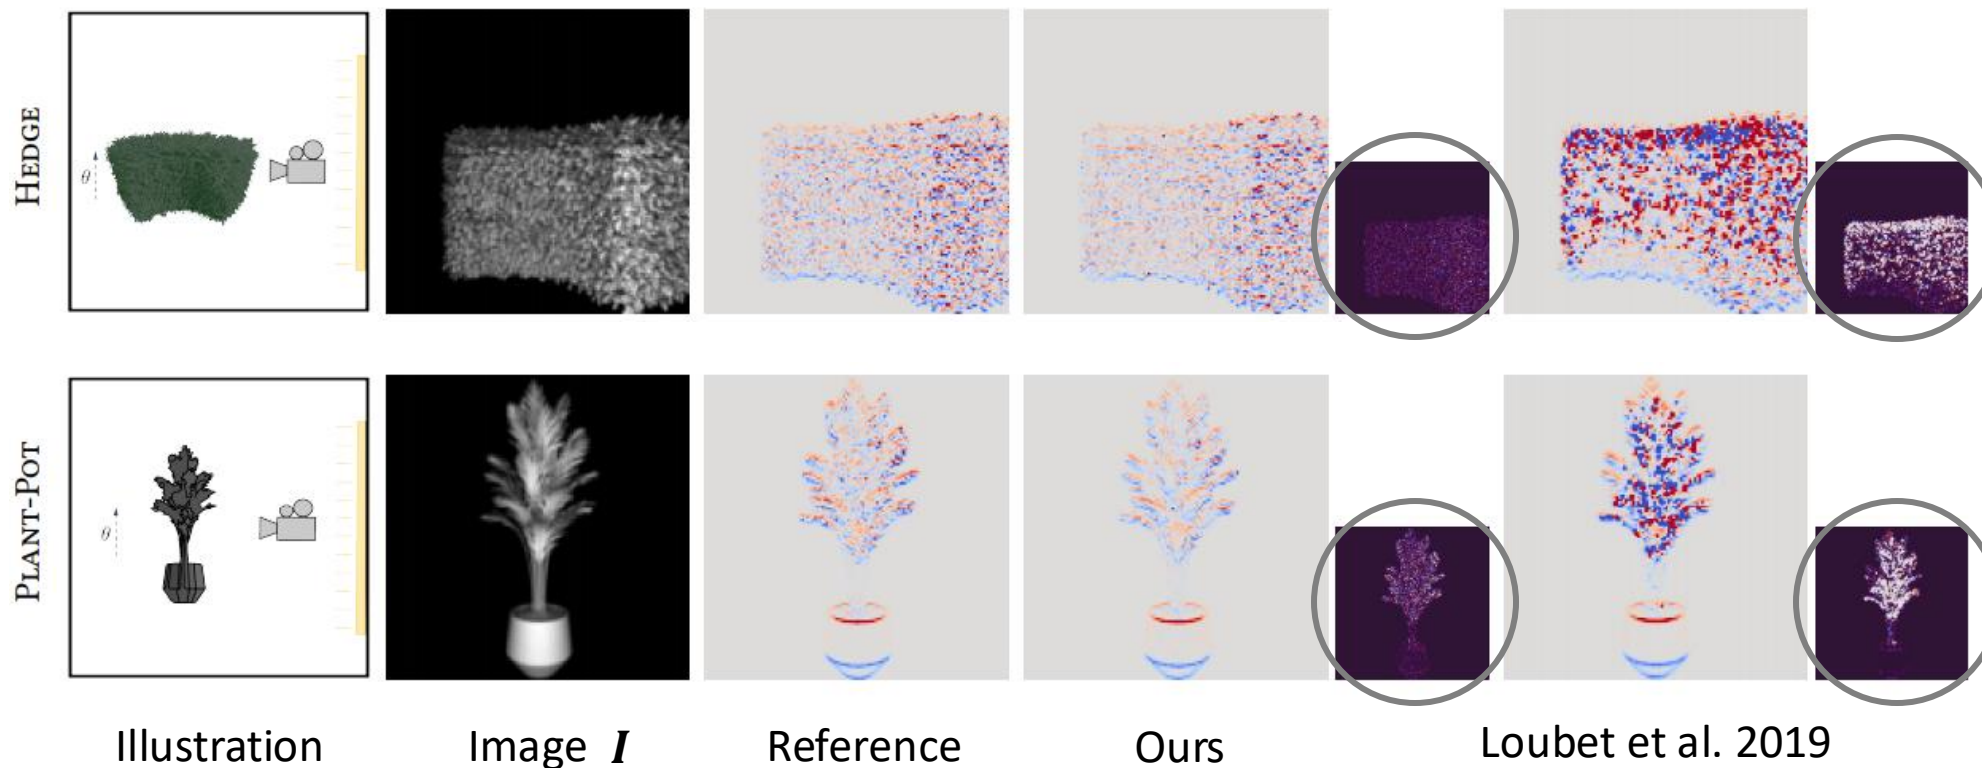 HEDGE
θ
PLANT-POT
θ
Illustration
Image I
Reference
Ours
Loubet et al. 2019